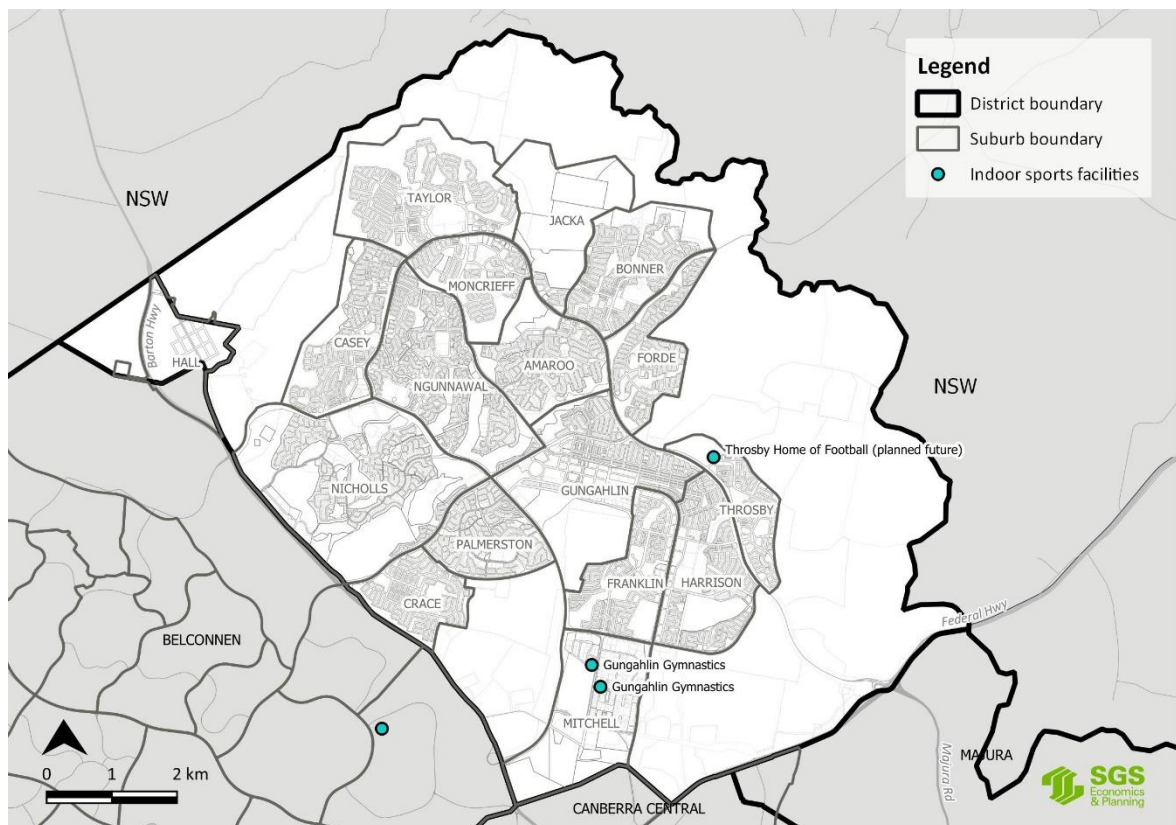 Legend
District boundary
Suburb boundary
Indoor sports facilities
NSW
TAYLOR
JACKA
BONNER
MONCRIEFF
Barton Hwy
HALL
CASEY
AMAROO
FORDE
NGUNNAWAL
NSW
Throsby Home of Football (planned future)
NICHOLLS
GUNGAHLIN
THROSBY
PALMERSTON
FRANKLIN
HARRISON
CRACE
Federal Hwy
BELCONNEN
Gungahlin Gymnastics
Gungahlin Gymnastics
MITCHELL
MAJURA
Majura Rd
0 1 2 km
CANBERRA CENTRAL
SGS
Economics
& Planning